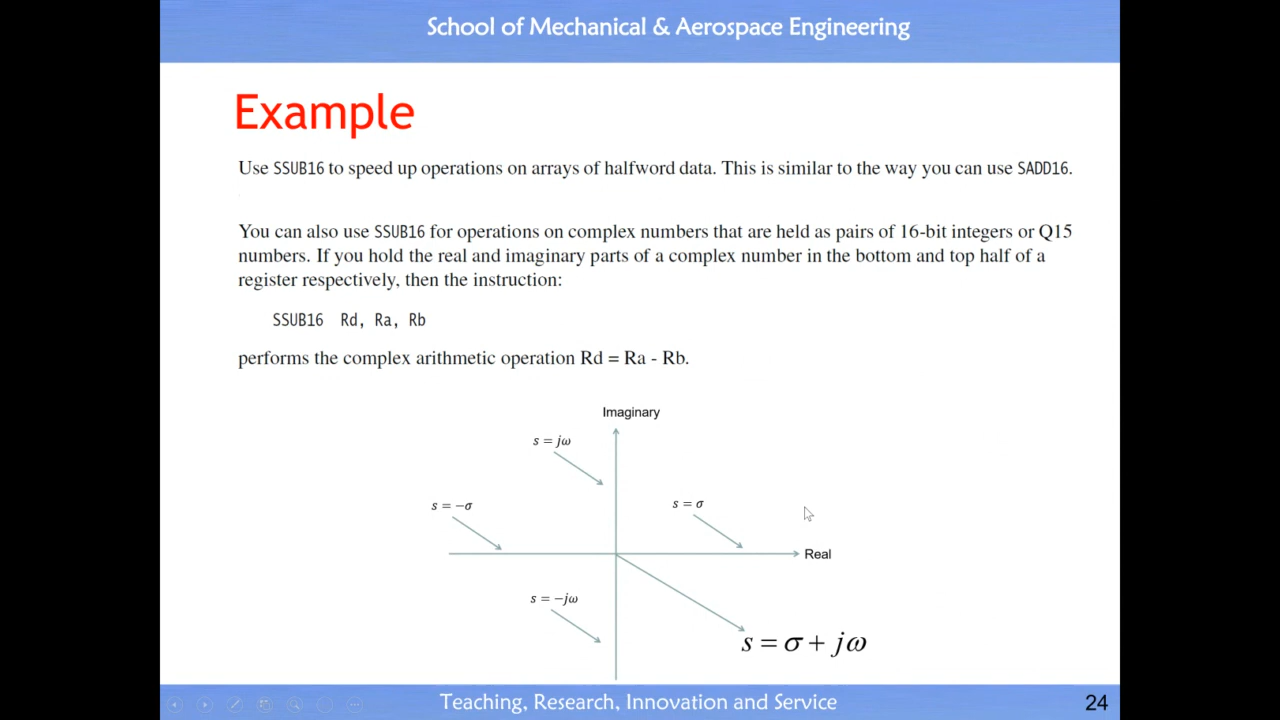 School of Mechanical & Aerospace Engineering
Example
Use SSUB16 to speed up operations on arrays of halfword data. This is similar to the way you can use SADD16.
You can also use SSUB16 for operations on complex numbers that are held as pairs of 16-bit integers or Q15
numbers. If you hold the real and imaginary parts of a complex number in the bottom and top half of a
register respectively, then the instruction:
SSUB16 Rd, Ra, Rb
performs the complex arithmetic operation Rd = Ra - Rb.
Imaginary
s = jω
s = −σ
s = σ
Real
s = −jω
s = σ + jω
Teaching, Research, Innovation and Service
24